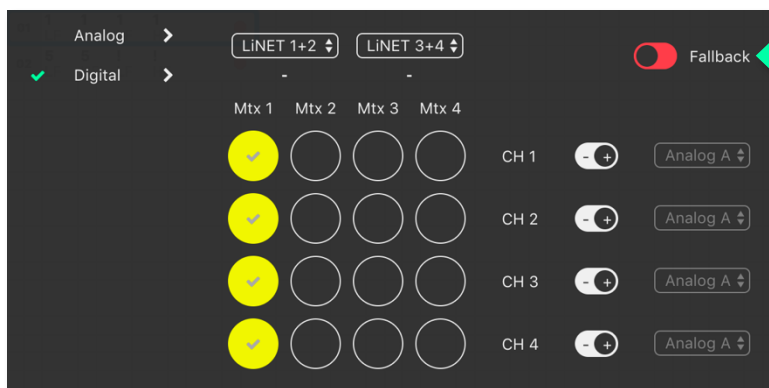 Analog
LiNET 1+2
LiNET 3+4
Fallback
Digital
-
-
Mtx 1 Mtx 2 Mtx 3 Mtx 4
CH 1 - + Analog A
CH 2 - + Analog A
CH 3 - + Analog A
CH 4 - + Analog A